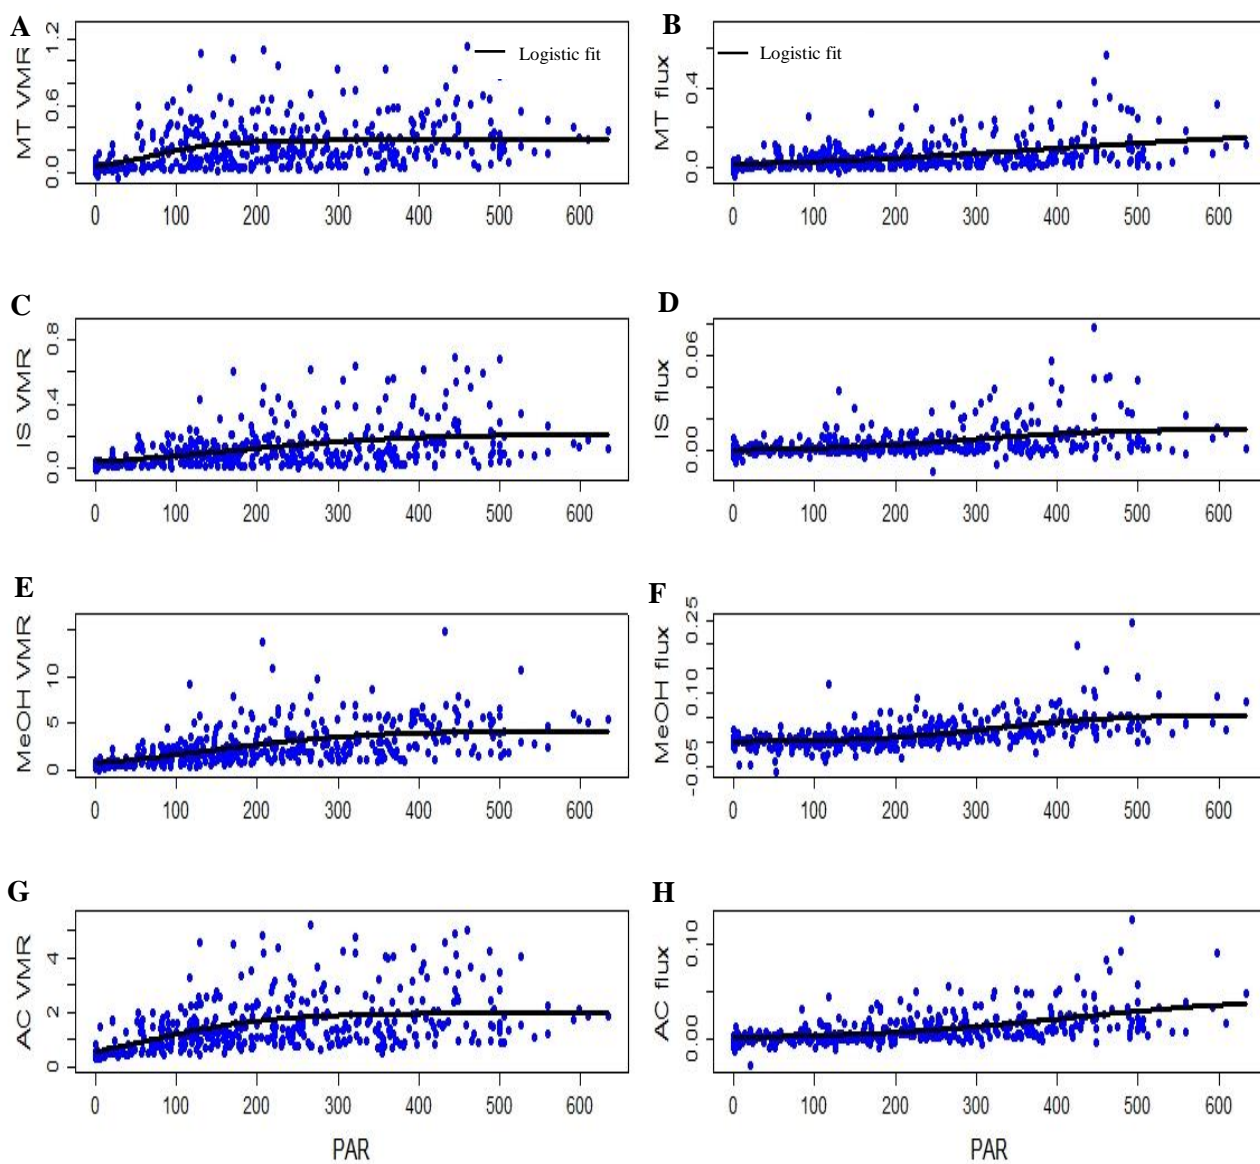 A
MT VMR
0.0 0.6 1.2
Logistic fit
0 100 200 300 400 500 600
B
MT flux
0.0 0.4
Logistic fit
0 100 200 300 400 500 600
C
IS VMR
0.0 0.4 0.8
0 100 200 300 400 500 600
D
IS flux
0.00 0.06
0 100 200 300 400 500 600
E
MeOH VMR
0 5 10
0 100 200 300 400 500 600
F
MeOH flux
-0.05 0.10 0.25
0 100 200 300 400 500 600
G
AC VMR
0 2 4
0 100 200 300 400 500 600
PAR
H
AC flux
0.00 0.10
0 100 200 300 400 500 600
PAR